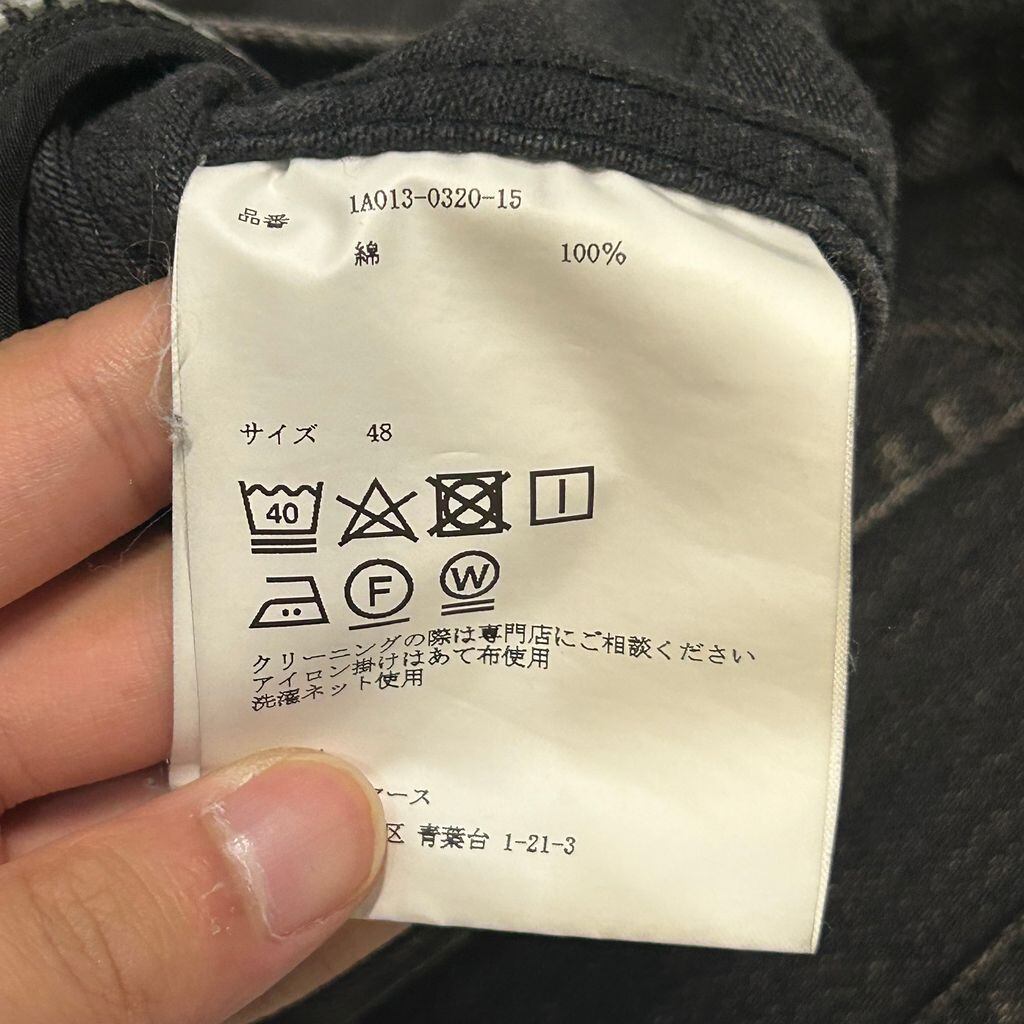 品番 1A013-0320-15
綿 100%
サイズ 48
40
F W
クリーニングの際は専門店にご相談ください
アイロン掛けはあて布使用
洗濯ネット使用
ース
区 青葉台 1-21-3